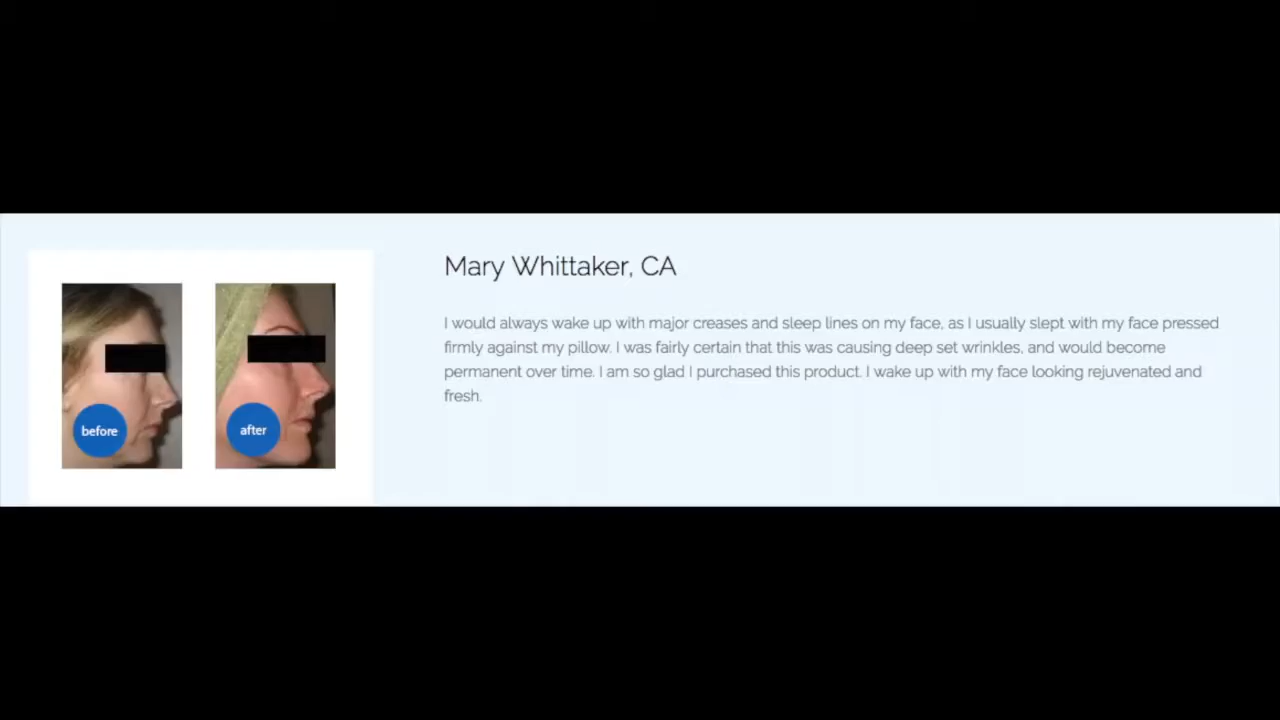 Mary Whittaker, CA
I would always wake up with major creases and sleep lines on my face, as I usually slept with my face pressed
firmly against my pillow. I was fairly certain that this was causing deep set wrinkles, and would become
permanent over time. I am so glad I purchased this product. I wake up with my face looking rejuvenated and
fresh.
before
after